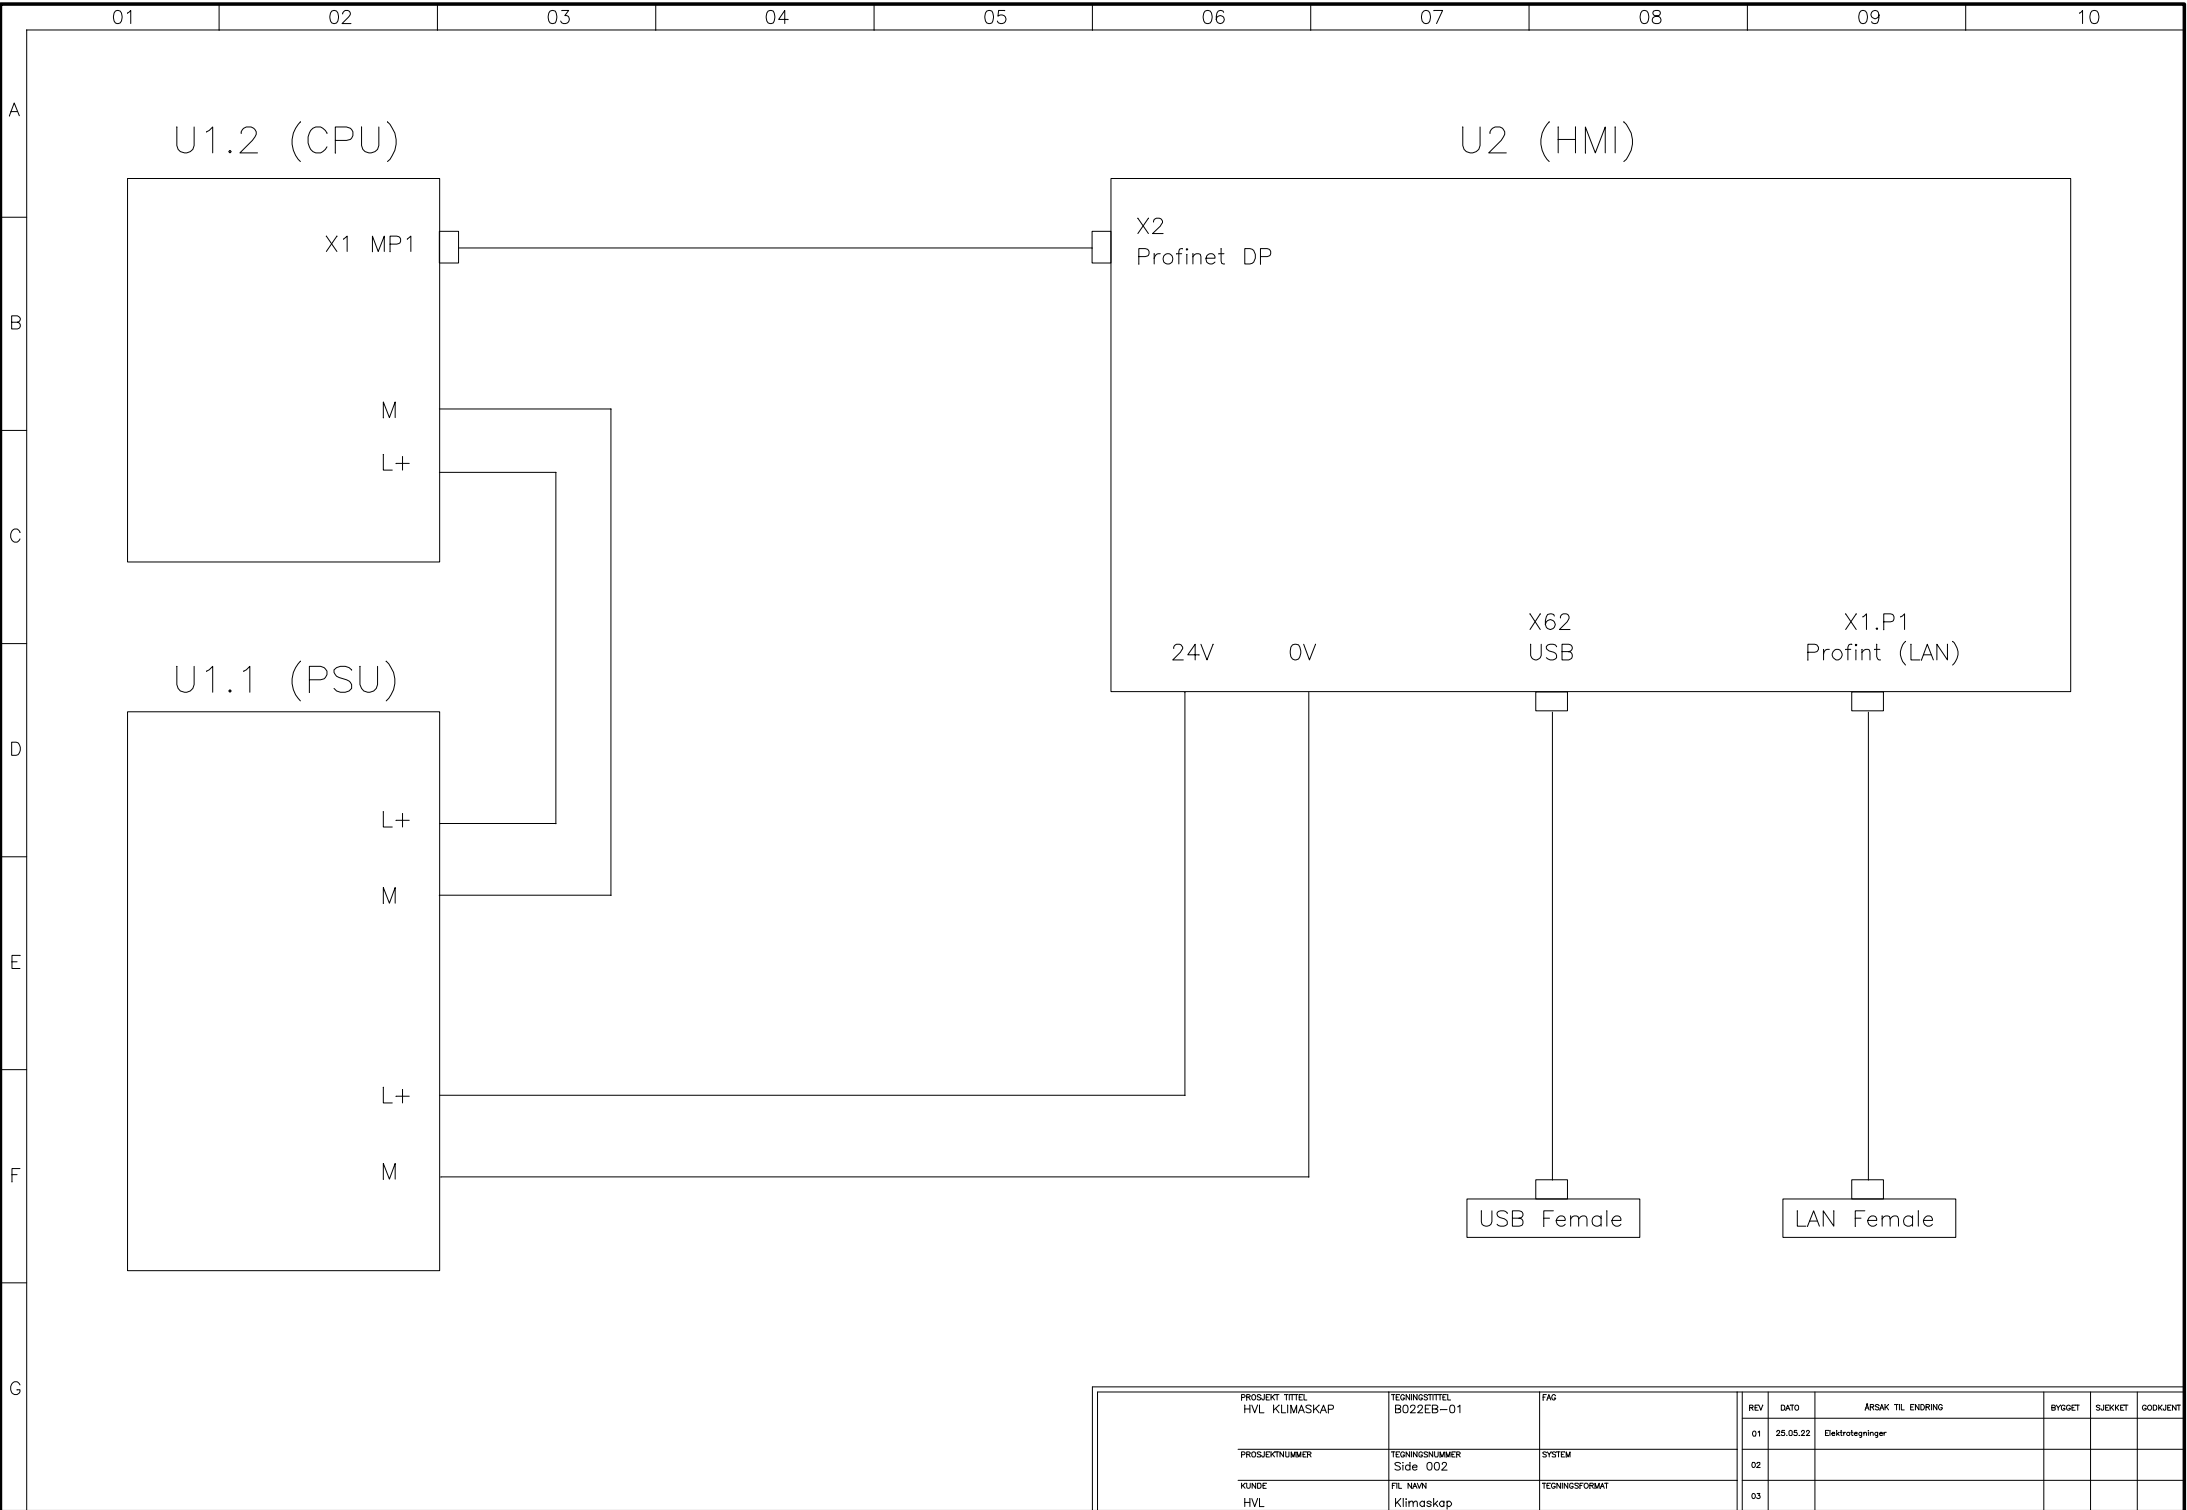 01 02 03 04 05 06 07 08 09 10
A
U1.2 (CPU)
U2 (HMI)
X1 MP1
X2
Profinet DP
B
M
L+
C
X62
X1.P1
24V 0V USB Profint (LAN)
U1.1 (PSU)
D
L+
M
E
L+
M
F
USB Female
LAN Female
G
PROSJEKT TITTEL
HVL KLIMASKAP
TEGNINGSTITTEL
B022EB-01
FAG
REV DATO ÅRSAK TIL ENDRING BYGGET SJEKKET GODKJENT
01 25.05.22 Elektrotegninger
PROSJEKTNUMMER
TEGNINGSNUMMER
Side 002
SYSTEM
02
KUNDE
HVL
FIL NAVN
Klimaskap
TEGNINGSFORMAT
03